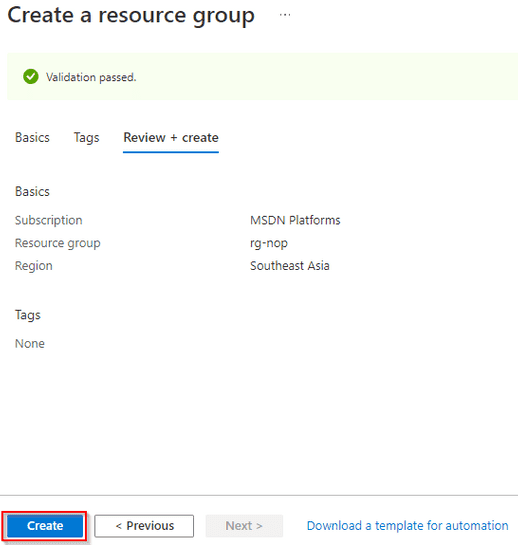 Create a resource group ...
Validation passed.
Basics Tags Review + create
Basics
Subscription MSDN Platforms
Resource group rg-nop
Region Southeast Asia
Tags
None
Create < Previous Next > Download a template for automation